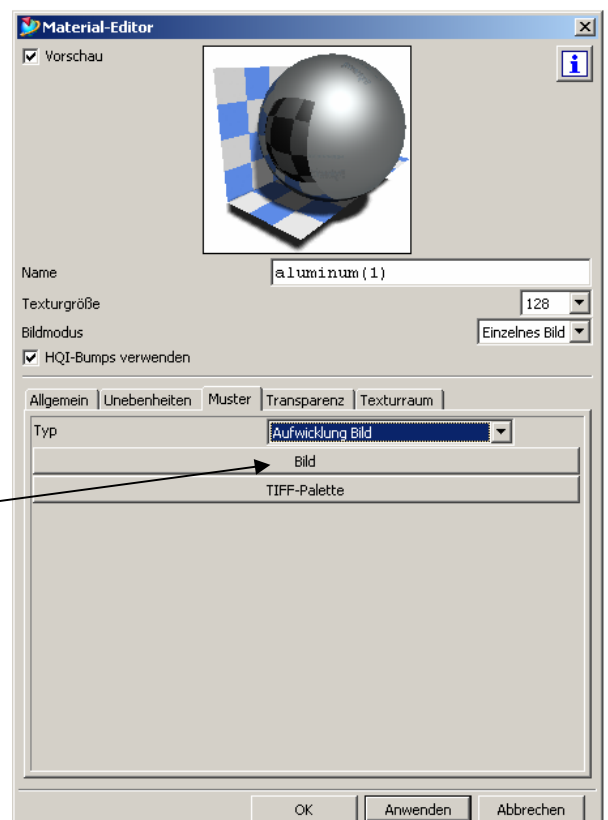 Material-Editor
Vorschau
i
Name aluminum(1)
Texturgröße 128
Bildmodus Einzelnes Bild
HQI-Bumps verwenden
Allgemein Unebenheiten Muster Transparenz Texturraum
Typ Aufwicklung Bild
Bild
TIFF-Palette
OK Anwenden Abbrechen